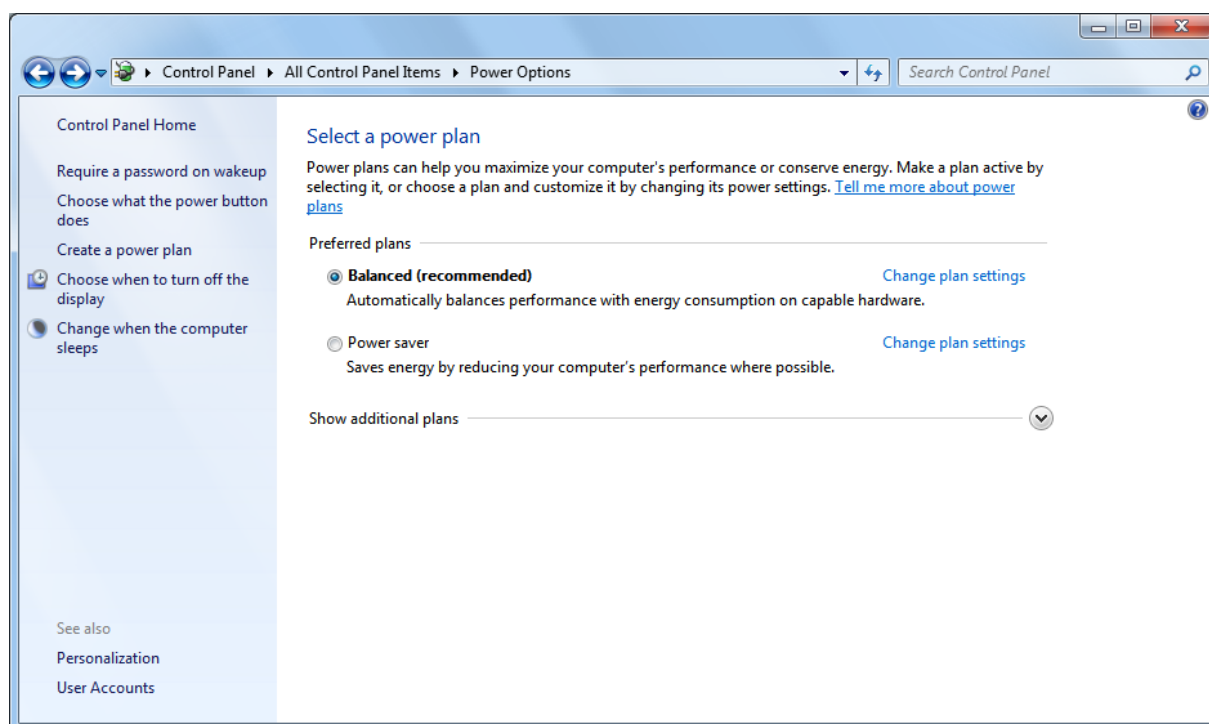 Control Panel ▸ All Control Panel Items ▸ Power Options
Search Control Panel
Control Panel Home
Require a password on wakeup
Choose what the power button
does
Create a power plan
Choose when to turn off the
display
Change when the computer
sleeps
See also
Personalization
User Accounts
Select a power plan
Power plans can help you maximize your computer's performance or conserve energy. Make a plan active by
selecting it, or choose a plan and customize it by changing its power settings. Tell me more about power
plans
Preferred plans
Balanced (recommended) Change plan settings
Automatically balances performance with energy consumption on capable hardware.
Power saver Change plan settings
Saves energy by reducing your computer's performance where possible.
Show additional plans